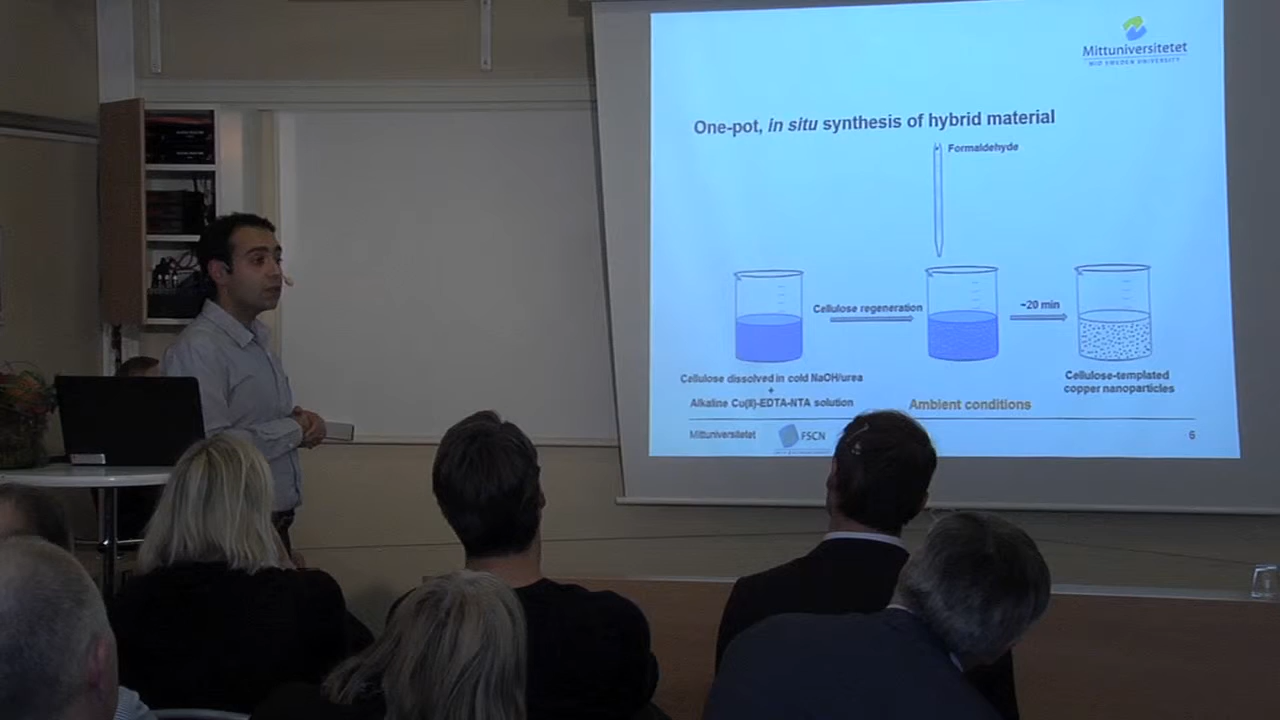 Mittuniversitetet
MID SWEDEN UNIVERSITY
One-pot, in situ synthesis of hybrid material
Formaldehyde
Cellulose regeneration
~20 min
Cellulose dissolved in cold NaOH/urea
+
Alkaline Cu(II)-EDTA-NTA solution
Cellulose-templated
copper nanoparticles
Ambient conditions
Mittuniversitetet
FSCN
6